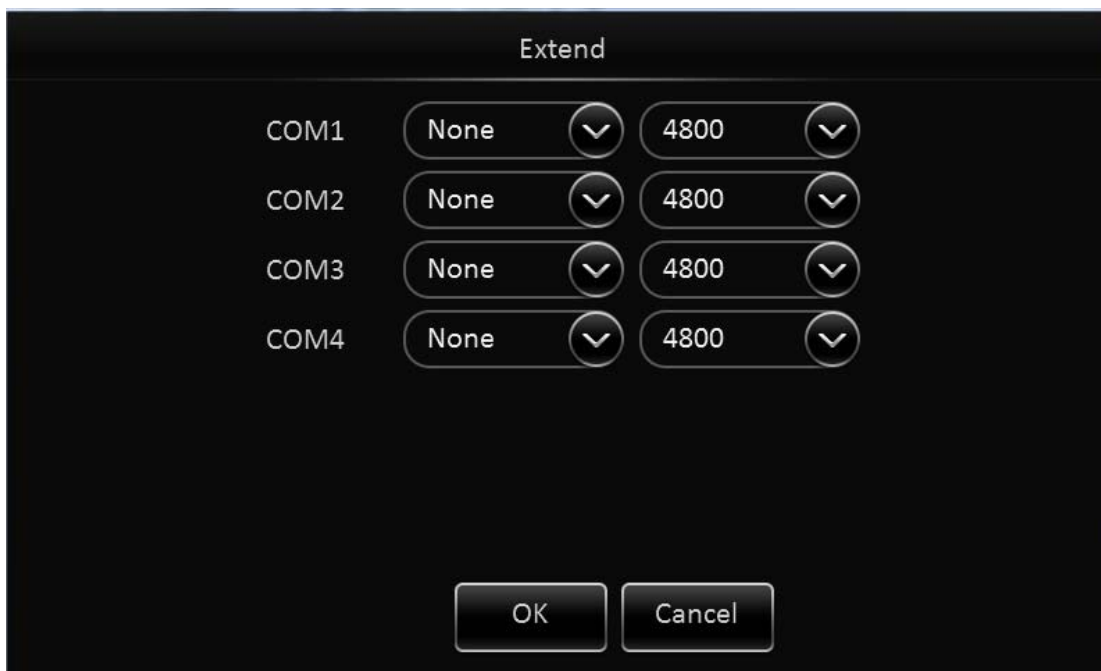 Extend
COM1 None 4800
COM2 None 4800
COM3 None 4800
COM4 None 4800
OK Cancel